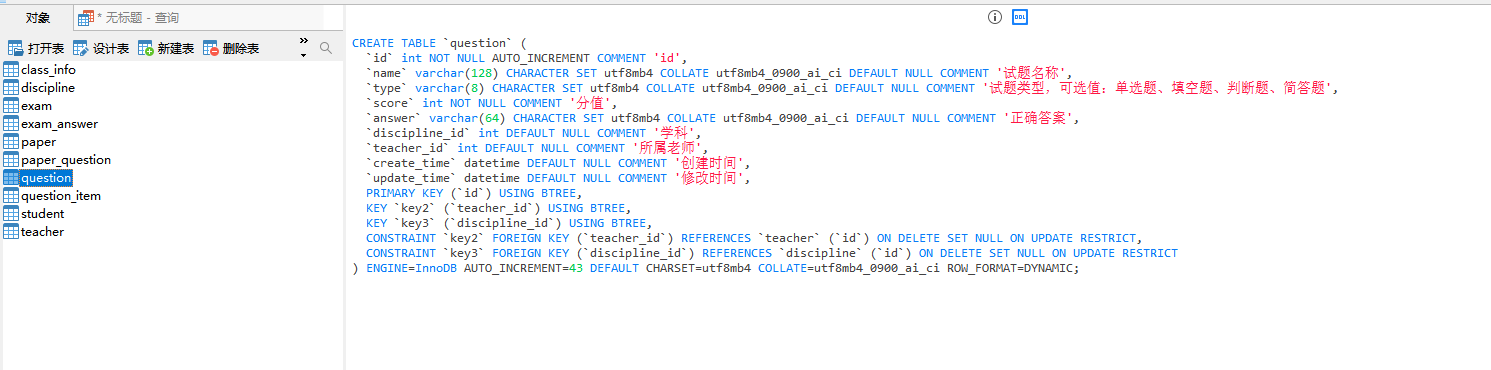 对象
* 无标题 - 查询
打开表 设计表 新建表 删除表 »
class_info
discipline
exam
exam_answer
paper
paper_question
question
question_item
student
teacher
DDL
CREATE TABLE `question` (
  `id` int NOT NULL AUTO_INCREMENT COMMENT 'id',
  `name` varchar(128) CHARACTER SET utf8mb4 COLLATE utf8mb4_0900_ai_ci DEFAULT NULL COMMENT '试题名称',
  `type` varchar(8) CHARACTER SET utf8mb4 COLLATE utf8mb4_0900_ai_ci DEFAULT NULL COMMENT '试题类型，可选值：单选题、填空题、判断题、简答题',
  `score` int NOT NULL COMMENT '分值',
  `answer` varchar(64) CHARACTER SET utf8mb4 COLLATE utf8mb4_0900_ai_ci DEFAULT NULL COMMENT '正确答案',
  `discipline_id` int DEFAULT NULL COMMENT '学科',
  `teacher_id` int DEFAULT NULL COMMENT '所属老师',
  `create_time` datetime DEFAULT NULL COMMENT '创建时间',
  `update_time` datetime DEFAULT NULL COMMENT '修改时间',
  PRIMARY KEY (`id`) USING BTREE,
  KEY `key2` (`teacher_id`) USING BTREE,
  KEY `key3` (`discipline_id`) USING BTREE,
  CONSTRAINT `key2` FOREIGN KEY (`teacher_id`) REFERENCES `teacher` (`id`) ON DELETE SET NULL ON UPDATE RESTRICT,
  CONSTRAINT `key3` FOREIGN KEY (`discipline_id`) REFERENCES `discipline` (`id`) ON DELETE SET NULL ON UPDATE RESTRICT
) ENGINE=InnoDB AUTO_INCREMENT=43 DEFAULT CHARSET=utf8mb4 COLLATE=utf8mb4_0900_ai_ci ROW_FORMAT=DYNAMIC;